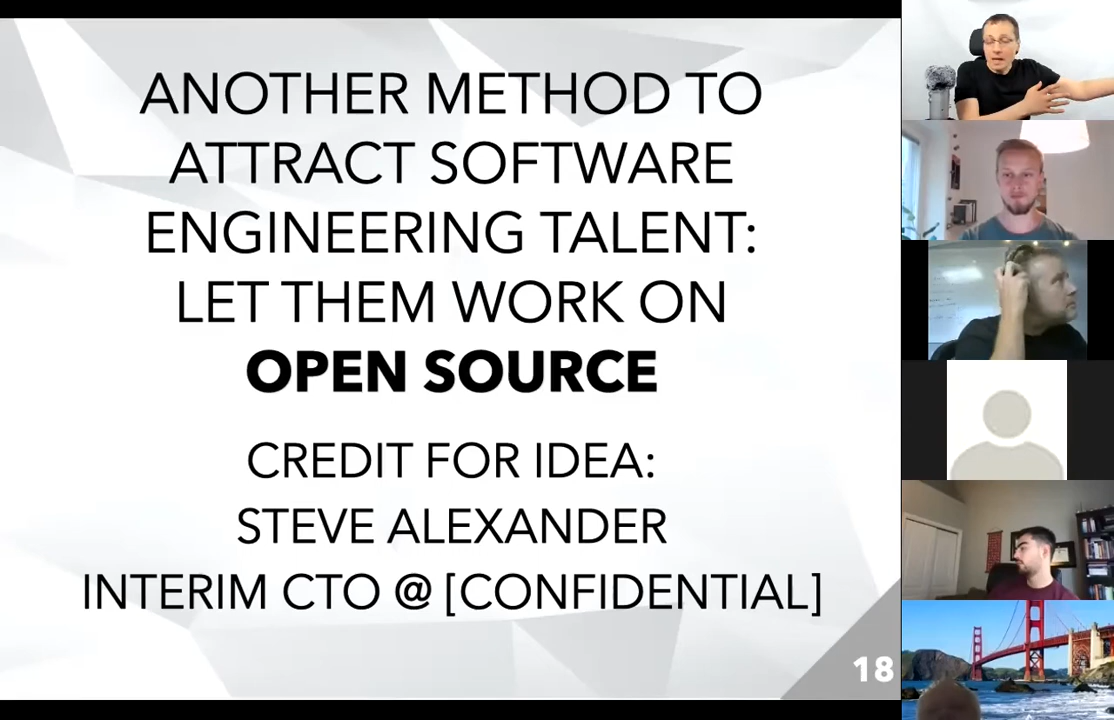 ANOTHER METHOD TO
ATTRACT SOFTWARE
ENGINEERING TALENT:
LET THEM WORK ON
OPEN SOURCE
CREDIT FOR IDEA:
STEVE ALEXANDER
INTERIM CTO @ [CONFIDENTIAL]
18